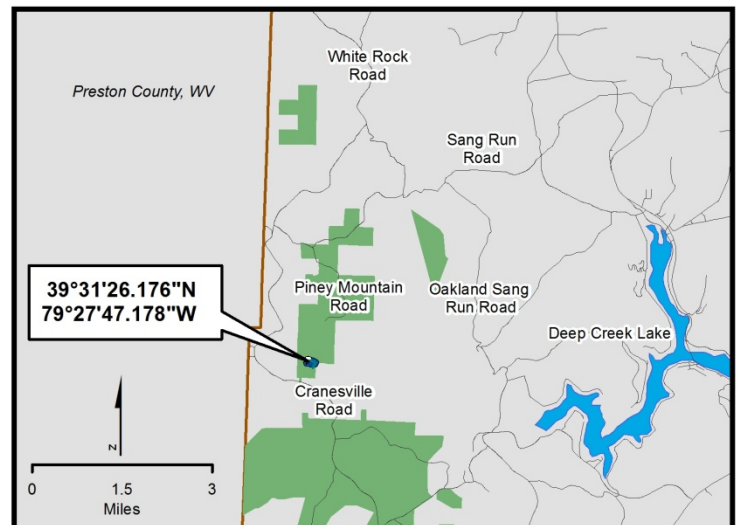 White Rock
Road
Preston County, WV
Sang Run
Road
39°31'26.176"N
79°27'47.178"W
Piney Mountain
Road
Oakland Sang
Run Road
Deep Creek Lake
Cranesville
Road
N
0 1.5 3
Miles